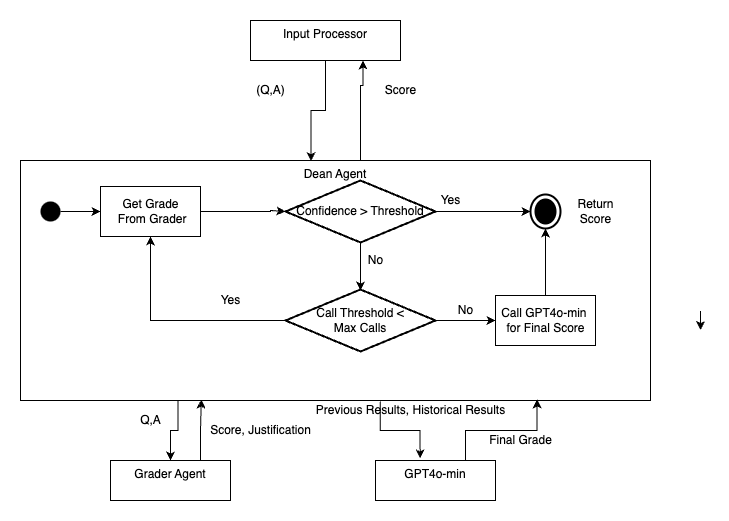 Input Processor
(Q,A)
Score
Dean Agent
Get Grade
From Grader
Confidence > Threshold
Yes
Return
Score
No
Yes
Call Threshold <
Max Calls
No
Call GPT4o-min
for Final Score
Q,A
Score, Justification
Previous Results, Historical Results
Final Grade
Grader Agent
GPT4o-min